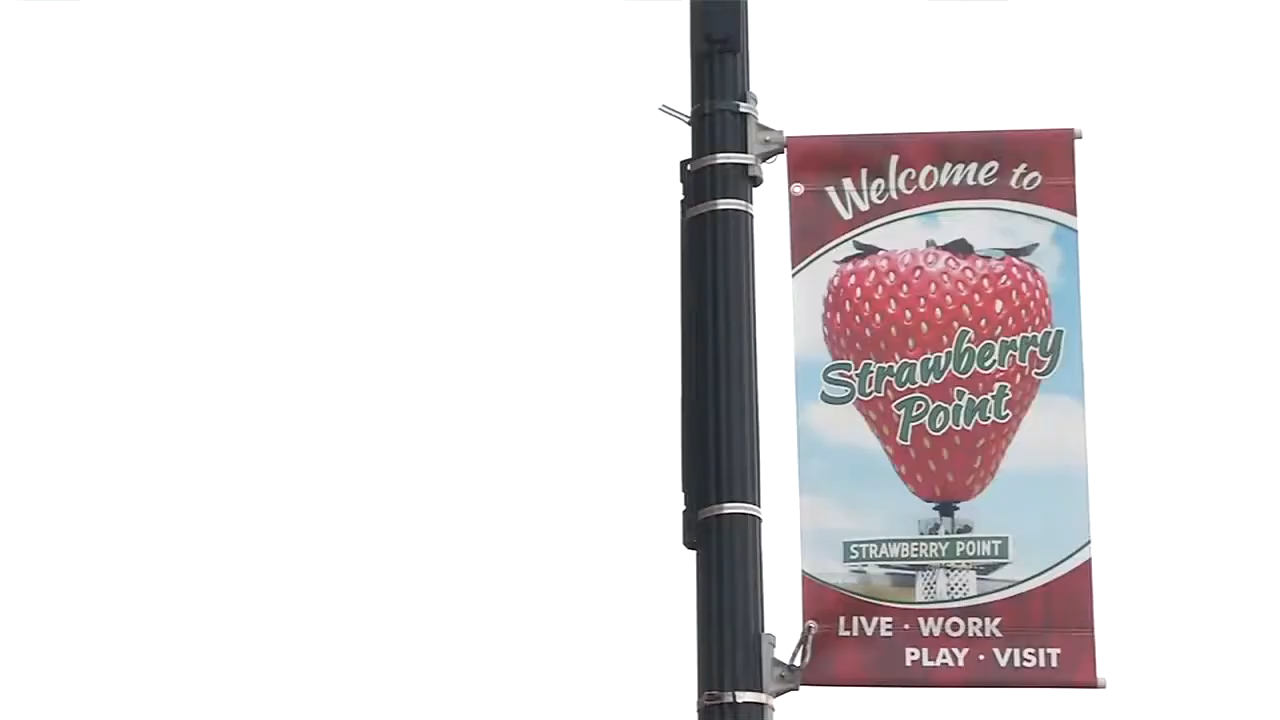 Welcome to
Strawberry
Point
STRAWBERRY POINT
LIVE · WORK
PLAY · VISIT